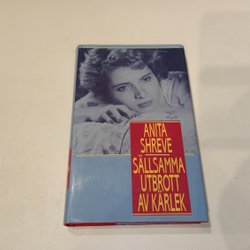 ANITA
SHREVE
SÄLLSAMMA
UTBROTT
AV KÄRLEK